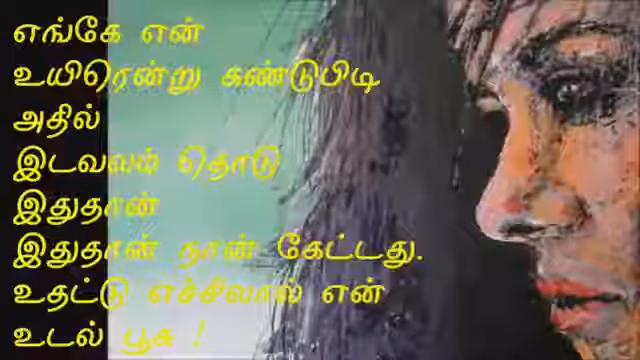 எங்கே என்
உயிரென்று கண்டுபிடி
அதில்
இடவலம் தொடு
இதுதான்
இதுதான் நான் கேட்டது.
உதட்டு எச்சிலால் என்
உடல் பூசு !